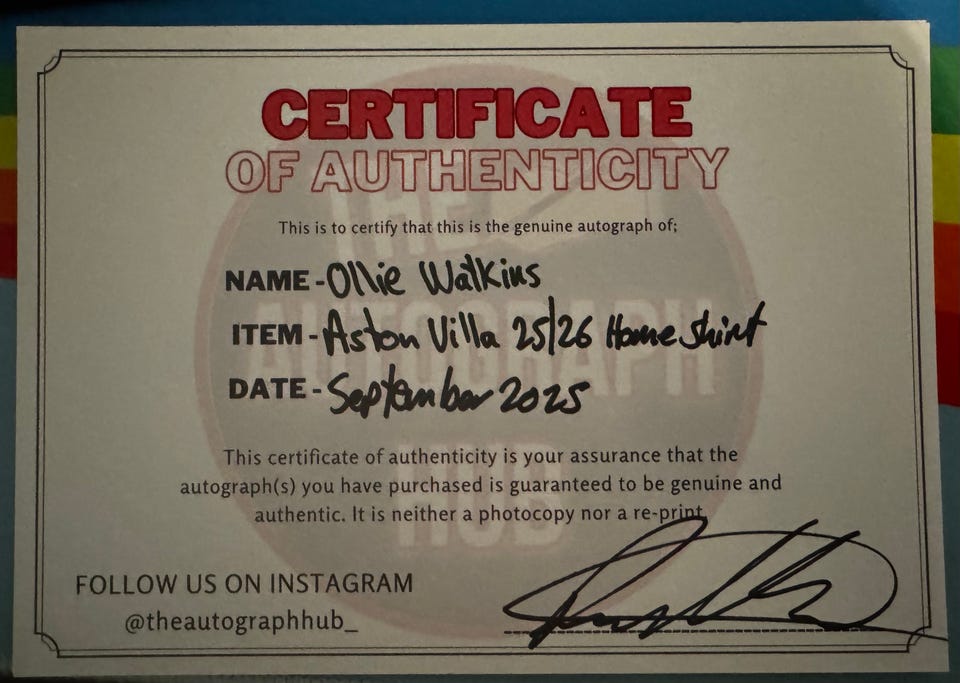 CERTIFICATE
OF AUTHENTICITY
This is to certify that this is the genuine autograph of;
NAME - Ollie Watkins
ITEM - Aston Villa 25/26 Home Shirt
DATE - September 2025
This certificate of authenticity is your assurance that the
autograph(s) you have purchased is guaranteed to be genuine and
authentic. It is neither a photocopy nor a re-print.
FOLLOW US ON INSTAGRAM
@theautographhub_
THE
AUTOGRAPH
HUB